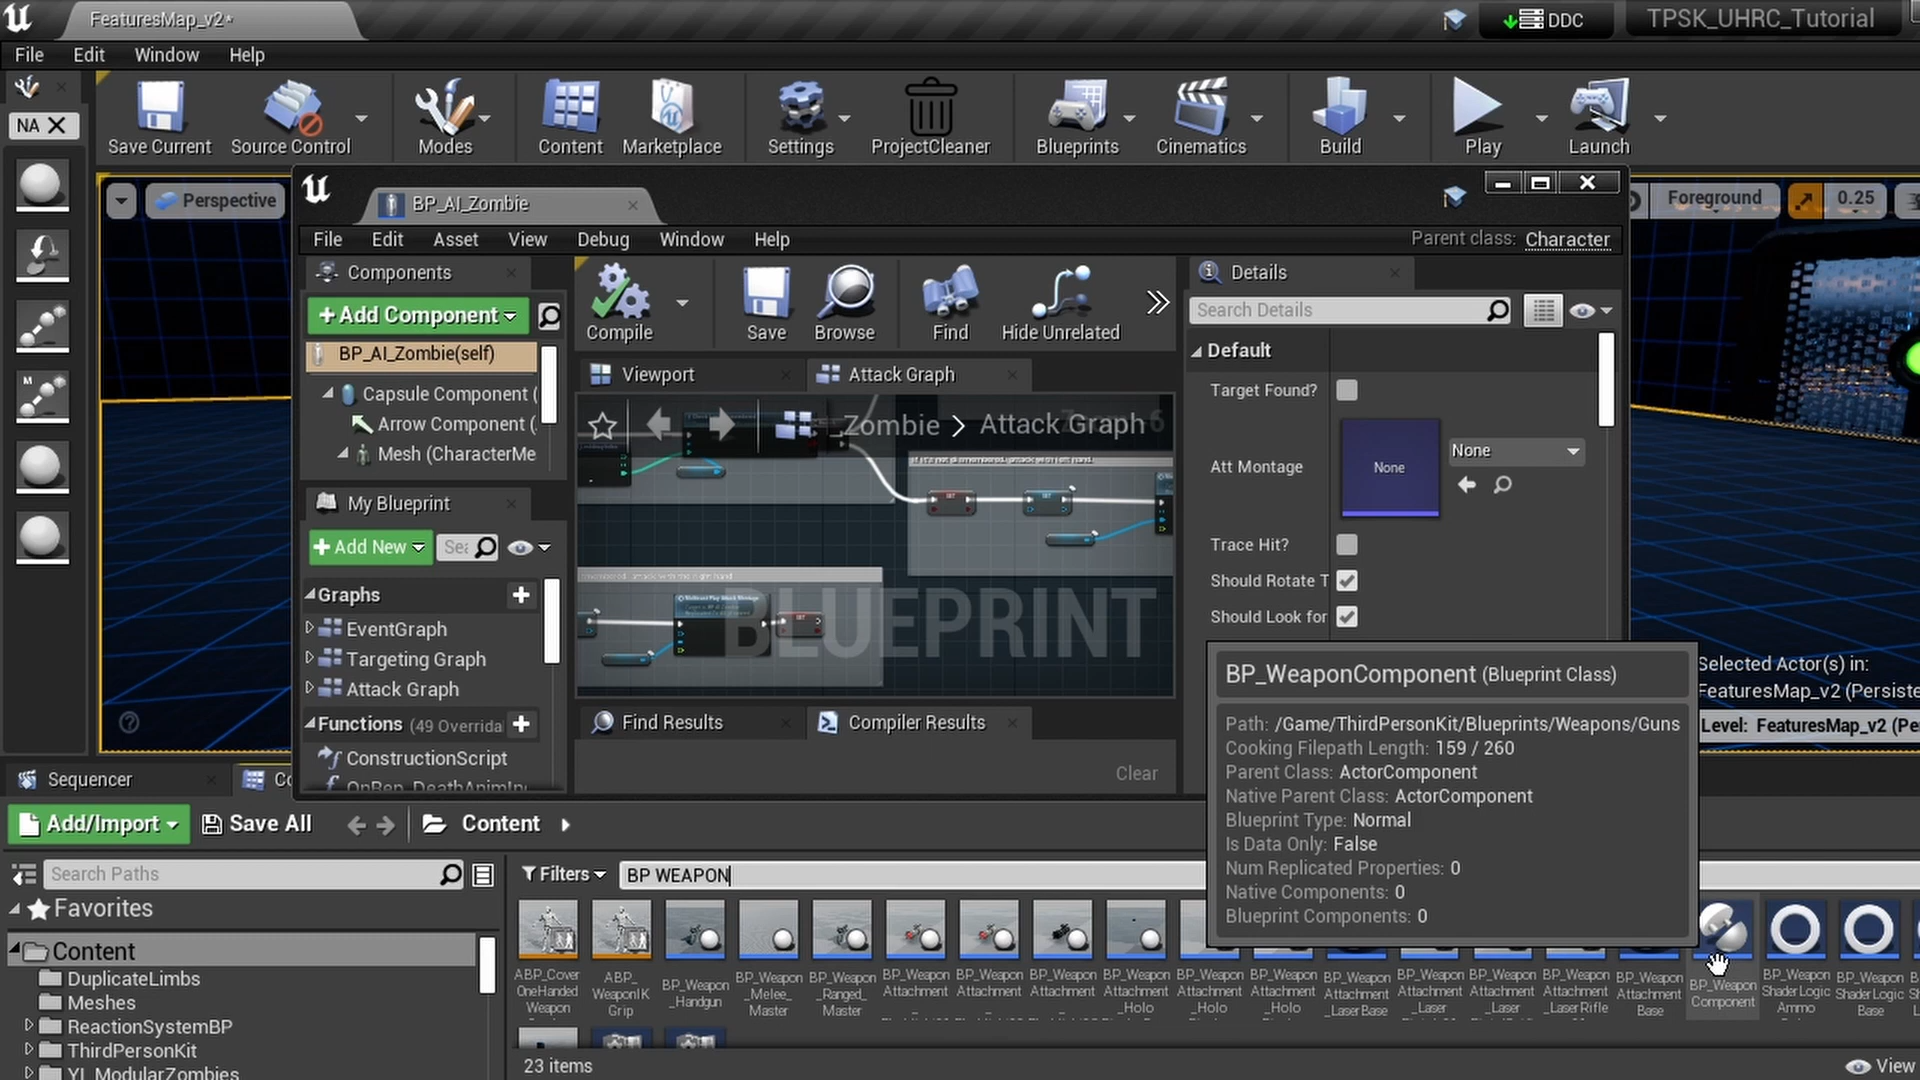 FeaturesMap_v2*
DDC
TPSK_UHRC_Tutorial
File Edit Window Help
NA
Save Current
Source Control
Modes
Content
Marketplace
Settings
ProjectCleaner
Blueprints
Cinematics
Build
Play
Launch
Perspective
Foreground
0.25
BP_AI_Zombie
File Edit Asset View Debug Window Help
Parent class: Character
Components
+Add Component
BP_AI_Zombie(self)
Capsule Component (
Arrow Component (
Mesh (CharacterMe
My Blueprint
+Add New
Sea
Graphs
EventGraph
Targeting Graph
Attack Graph
Functions (49 Overrida
ConstructionScript
OnRep_DeathAnimIn
Compile
Save
Browse
Find
Hide Unrelated
Viewport
Attack Graph
_Zombie > Attack Graph
BLUEPRINT
Find Results
Compiler Results
Clear
Details
Search Details
Default
Target Found?
Att Montage
None
None
Trace Hit?
Should Rotate T
Should Look for
BP_WeaponComponent (Blueprint Class)
Path: /Game/ThirdPersonKit/Blueprints/Weapons/Guns
Cooking Filepath Length: 159 / 260
Parent Class: ActorComponent
Native Parent Class: ActorComponent
Blueprint Type: Normal
Is Data Only: False
Num Replicated Properties: 0
Native Components: 0
Blueprint Components: 0
Selected Actor(s) in:
FeaturesMap_v2 (Persiste
Level: FeaturesMap_v2 (Pe
Sequencer
Co
Add/Import
Save All
Content
Search Paths
Favorites
Content
DuplicateLimbs
Meshes
ReactionSystemBP
ThirdPersonKit
YI_ModularZombies
Filters
BP WEAPON
ABP_Cover
OneHanded
Weapon
ABP_
WeaponIK
Grip
BP_Weapon
_Handgun
BP_Weapon
_Melee_
Master
BP_Weapon
_Ranged_
Master
BP_Weapon
Attachment
BP_Weapon
Attachment
BP_Weapon
Attachment
BP_Weapon
Attachment
_Holo
BP_Weapon
Attachment
_Holo
BP_Weapon
Attachment
_Holo
BP_Weapon
Attachment
_LaserBase
BP_Weapon
Attachment
_Laser
BP_Weapon
Attachment
_Laser
BP_Weapon
Attachment
_LaserRifle
BP_Weapon
Attachment
Base
BP_Weapon
Component
BP_Weapon
ShaderLogic
Ammo
BP_Weapon
ShaderLogic
Base
23 items
View